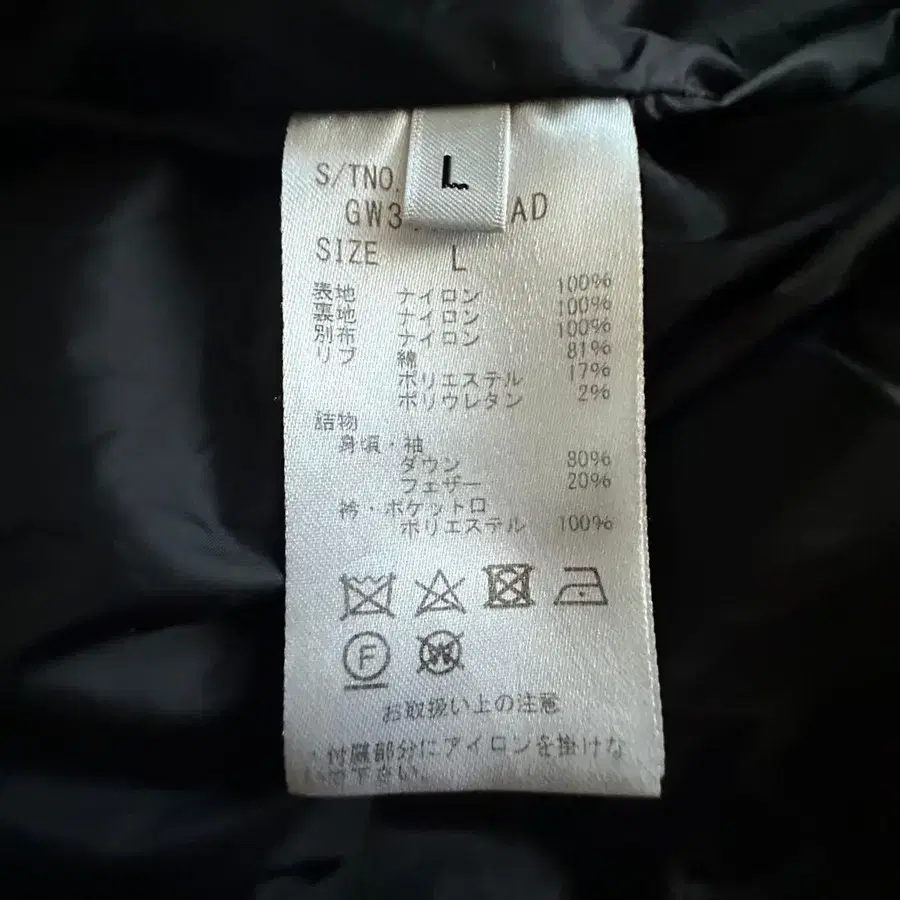 L
S/TNO.
GW3 AD
SIZE L
表地 ナイロン 100%
裏地 ナイロン 100%
別布 ナイロン 100%
リブ 綿 81%
ポリエステル 17%
ポリウレタン 2%
詰物
身頃・袖
ダウン 80%
フェザー 20%
衿・ポケット口
ポリエステル 100%
F
W
お取扱い上の注意
付属部分にアイロンを掛けな
で下さい。